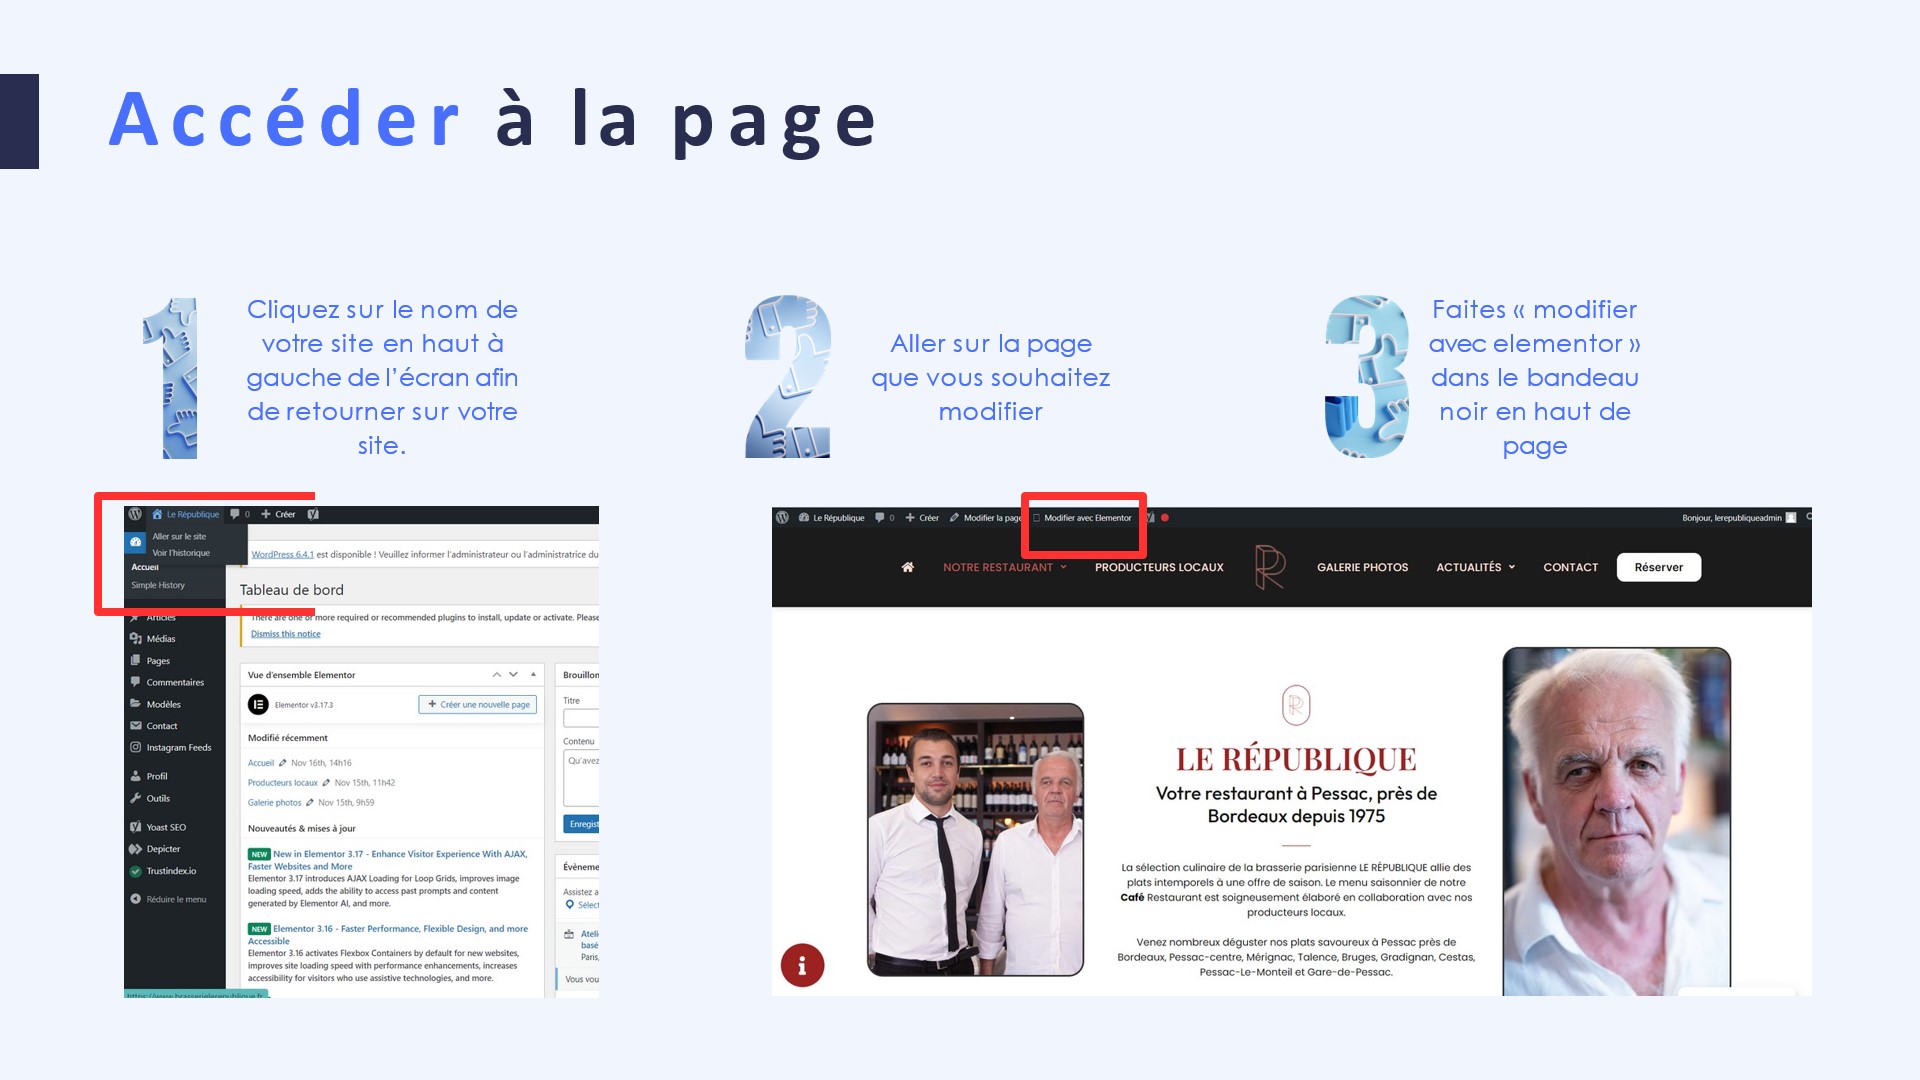 Accéder à la page
1
Cliquez sur le nom de
votre site en haut à
gauche de l’écran afin
de retourner sur votre
site.
2
Aller sur la page
que vous souhaitez
modifier
3
Faites « modifier
avec elementor »
dans le bandeau
noir en haut de
page
Le République 0 Créer
Aller sur le site
Voir l'historique
Accueil
Simple History
Articles
Médias
Pages
Commentaires
Modèles
Contact
Instagram Feeds
Profil
Outils
Yoast SEO
Depicter
Trustindex.io
Réduire le menu
https://www.brasserielerepublique.fr
WordPress 6.4.1 est disponible ! Veuillez informer l'administrateur ou l'administratrice du
Tableau de bord
There are one or more required or recommended plugins to install, update or activate. Please
Dismiss this notice
Vue d'ensemble Elementor
Elementor v3.17.3
Créer une nouvelle page
Modifié récemment
Accueil Nov 16th, 14h16
Producteurs locaux Nov 15th, 11h42
Galerie photos Nov 15th, 9h59
Nouveautés & mises à jour
NEW New in Elementor 3.17 - Enhance Visitor Experience With AJAX,
Faster Websites and More
Elementor 3.17 introduces AJAX Loading for Loop Grids, improves image
loading speed, adds the ability to access past prompts and content
generated by Elementor AI, and more.
NEW Elementor 3.16 - Faster Performance, Flexible Design, and more
Accessible
Elementor 3.16 activates Flexbox Containers by default for new websites,
improves site loading speed with performance enhancements, increases
accessibility for visitors who use assistive technologies, and more.
Brouillon
Titre
Contenu
Qu'avez
Enregist
Évène
Assistez a
Sélect
Ateli
basé
Paris,
Vous vou
Le République 0 Créer Modifier la page Modifier avec Elementor
Bonjour, lerepubliqueadmin
NOTRE RESTAURANT PRODUCTEURS LOCAUX GALERIE PHOTOS ACTUALITÉS CONTACT Réserver
LE RÉPUBLIQUE
Votre restaurant à Pessac, près de
Bordeaux depuis 1975
La sélection culinaire de la brasserie parisienne LE RÉPUBLIQUE allie des
plats intemporels à une offre de saison. Le menu saisonnier de notre
Café Restaurant est soigneusement élaboré en collaboration avec nos
producteurs locaux.
Venez nombreux déguster nos plats savoureux à Pessac près de
Bordeaux, Pessac-centre, Mérignac, Talence, Bruges, Gradignan, Cestas,
Pessac-Le-Monteil et Gare-de-Pessac.